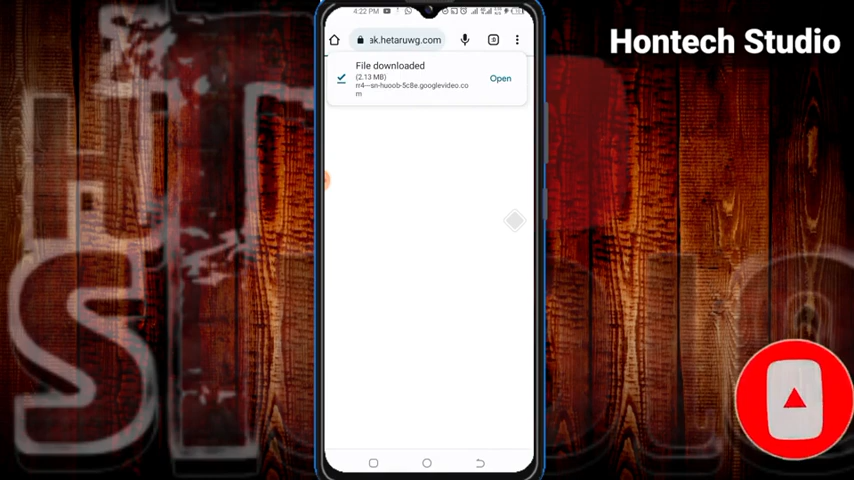 4:22 PM
Hontech Studio
ak.hetaruwg.com
:D
File downloaded
(2.13 MB)
rr4---sn-huoob-5c8e.googlevideo.co
m
Open